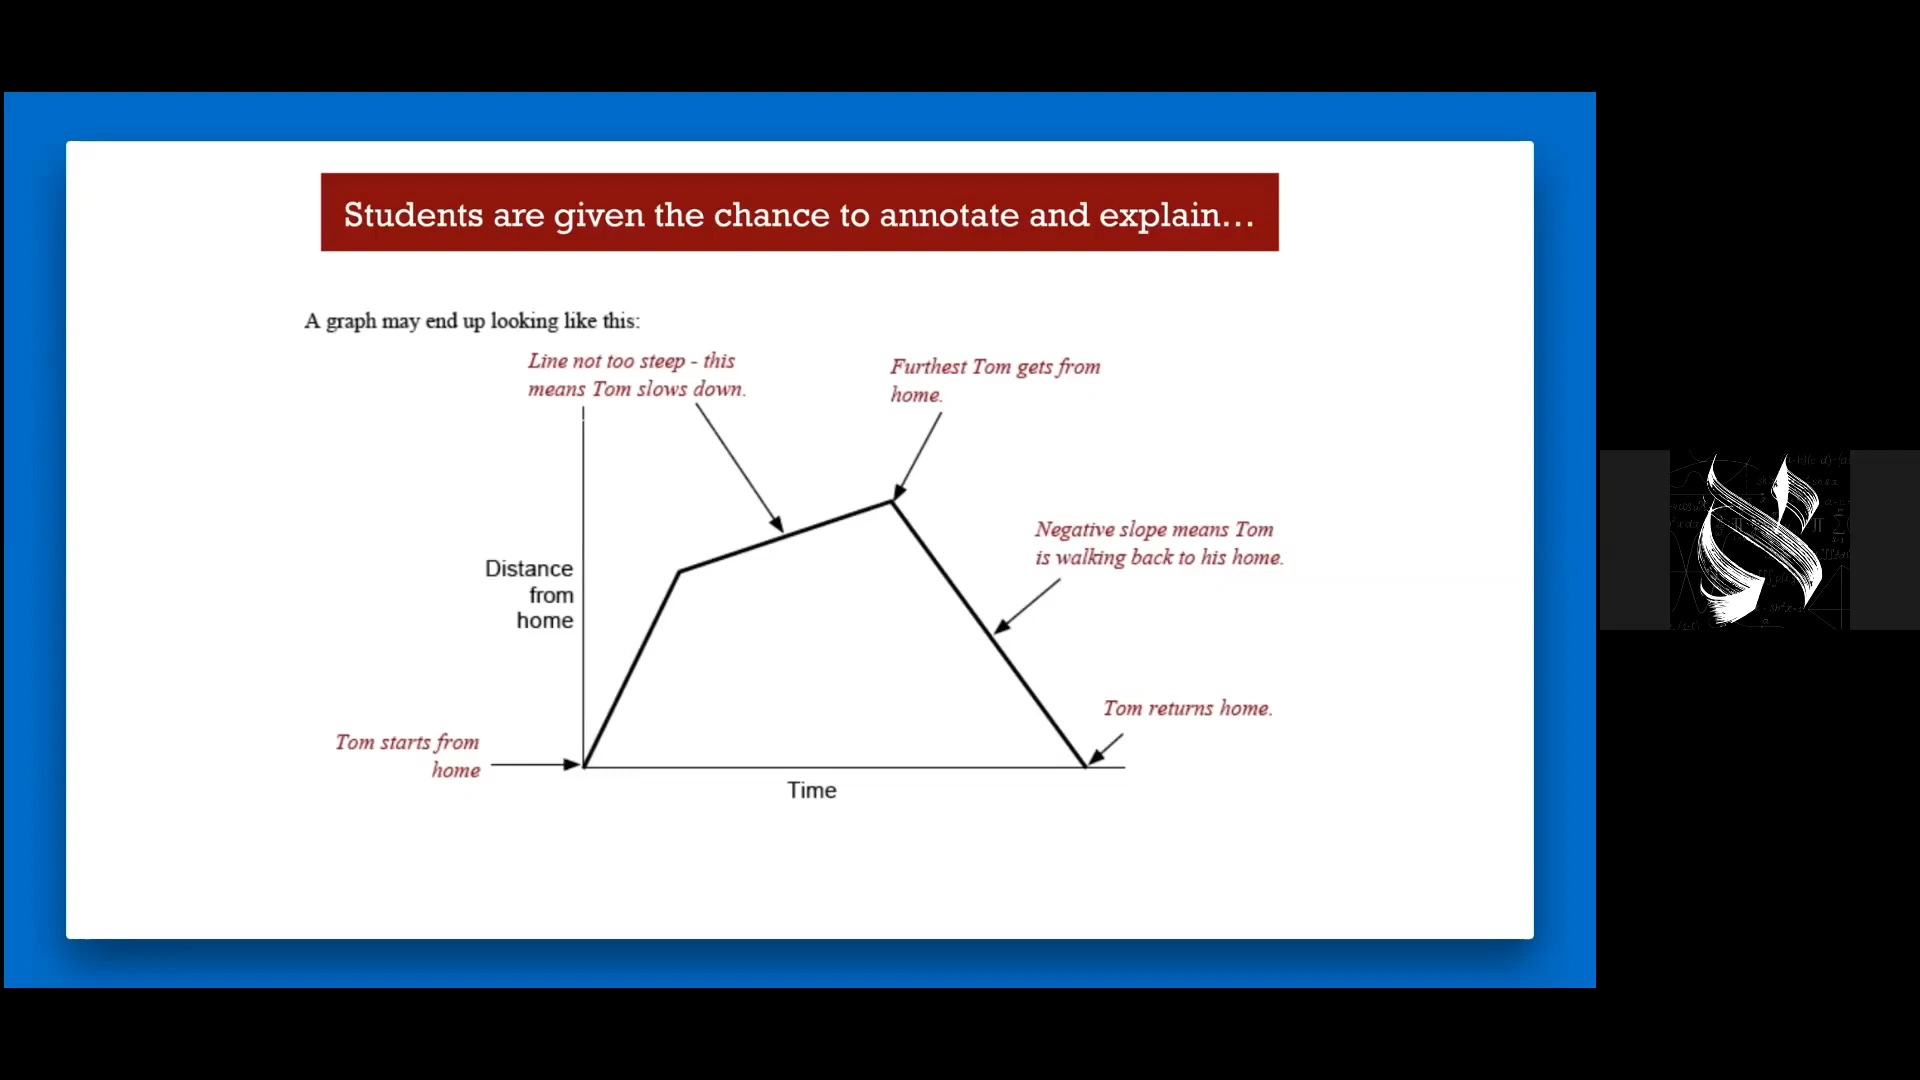 Students are given the chance to annotate and explain...
A graph may end up looking like this:
Line not too steep - this
means Tom slows down.
Furthest Tom gets from
home.
Negative slope means Tom
is walking back to his home.
Distance
from
home
Tom returns home.
Tom starts from
home
Time